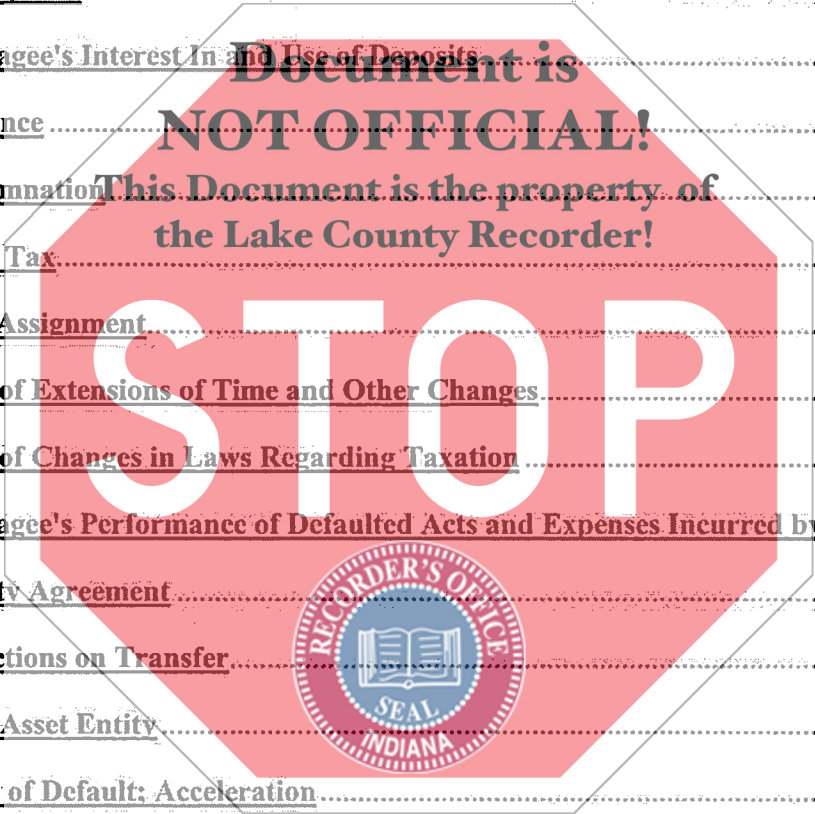 agee's Interest In and Use of Deposits
Document is
nce
NOT OFFICIAL!
mnation
This Document is the property of
the Lake County Recorder!
Tax
Assignment
STOP
of Extensions of Time and Other Changes
of Changes in Laws Regarding Taxation
agee's Performance of Defaulted Acts and Expenses Incurred by
ty Agreement
RECORDER'S OFFICE
ctions on Transfer
SEAL
INDIANA
Asset Entity
of Default; Acceleration